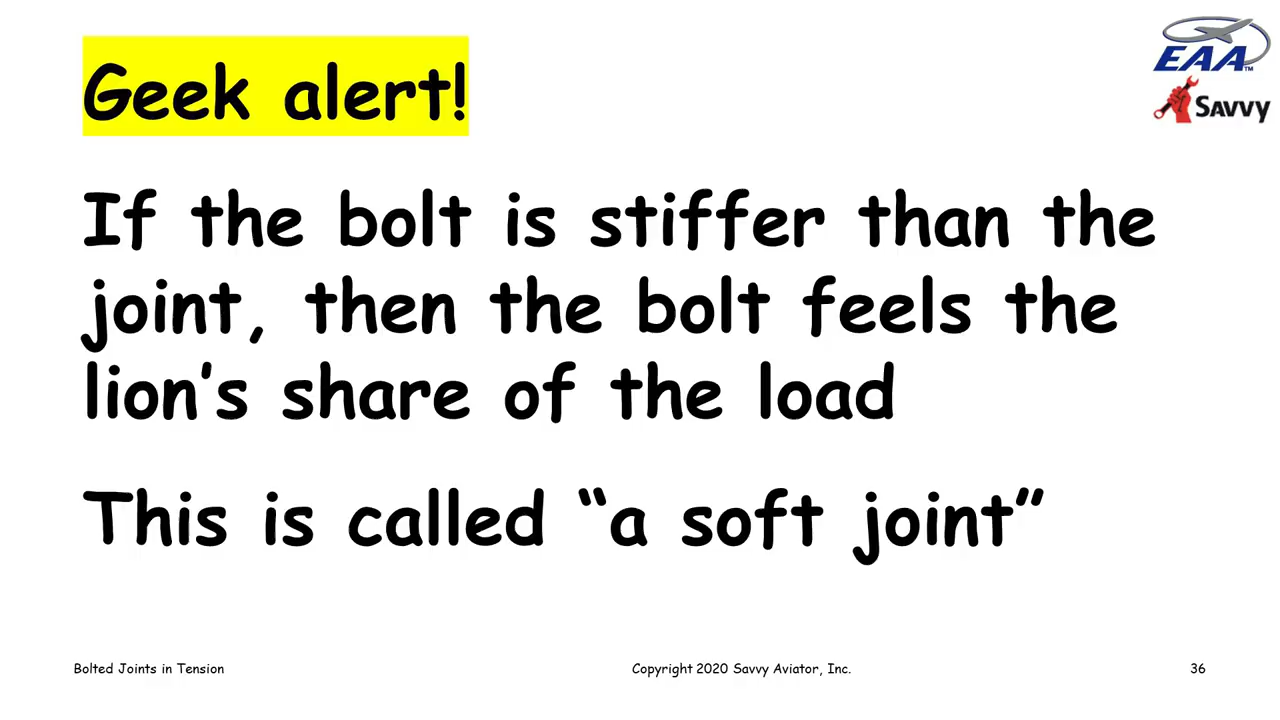 Geek alert!
EAA™
Savvy
If the bolt is stiffer than the
joint, then the bolt feels the
lion’s share of the load
This is called “a soft joint”
Bolted Joints in Tension
Copyright 2020 Savvy Aviator, Inc.
36